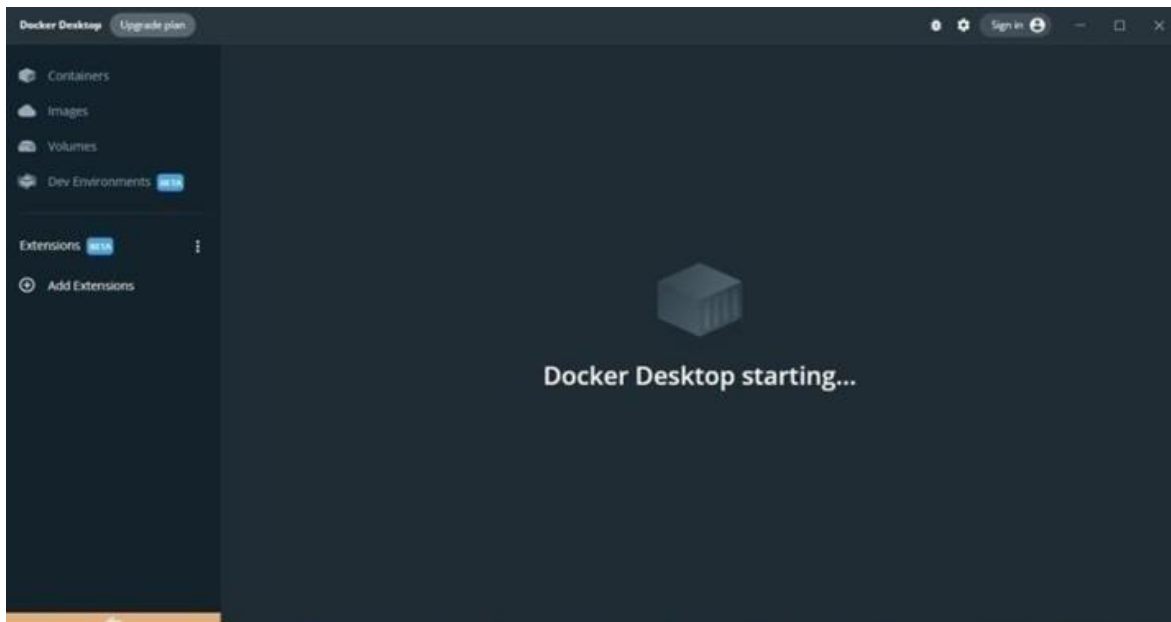 Docker Desktop Upgrade plan Sign in
Containers
Images
Volumes
Dev Environments BETA
Extensions BETA
Add Extensions
Docker Desktop starting...